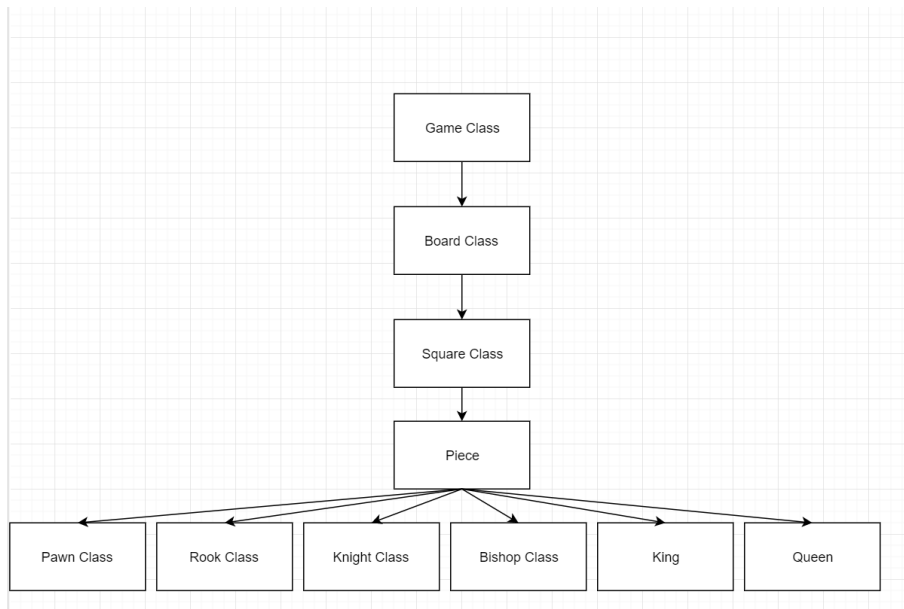 Game Class
Board Class
Square Class
Piece
Pawn Class
Rook Class
Knight Class
Bishop Class
King
Queen